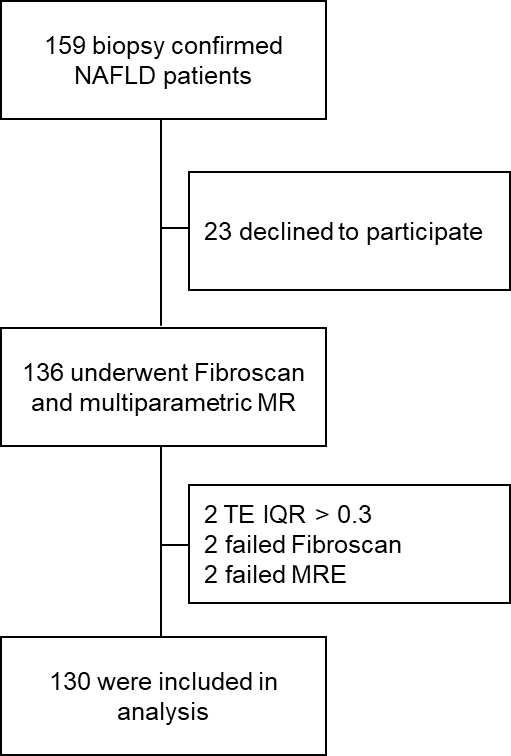 159 biopsy confirmed
NAFLD patients
23 declined to participate
136 underwent Fibroscan
and multiparametric MR
2 TE IQR > 0.3
2 failed Fibroscan
2 failed MRE
130 were included in
analysis